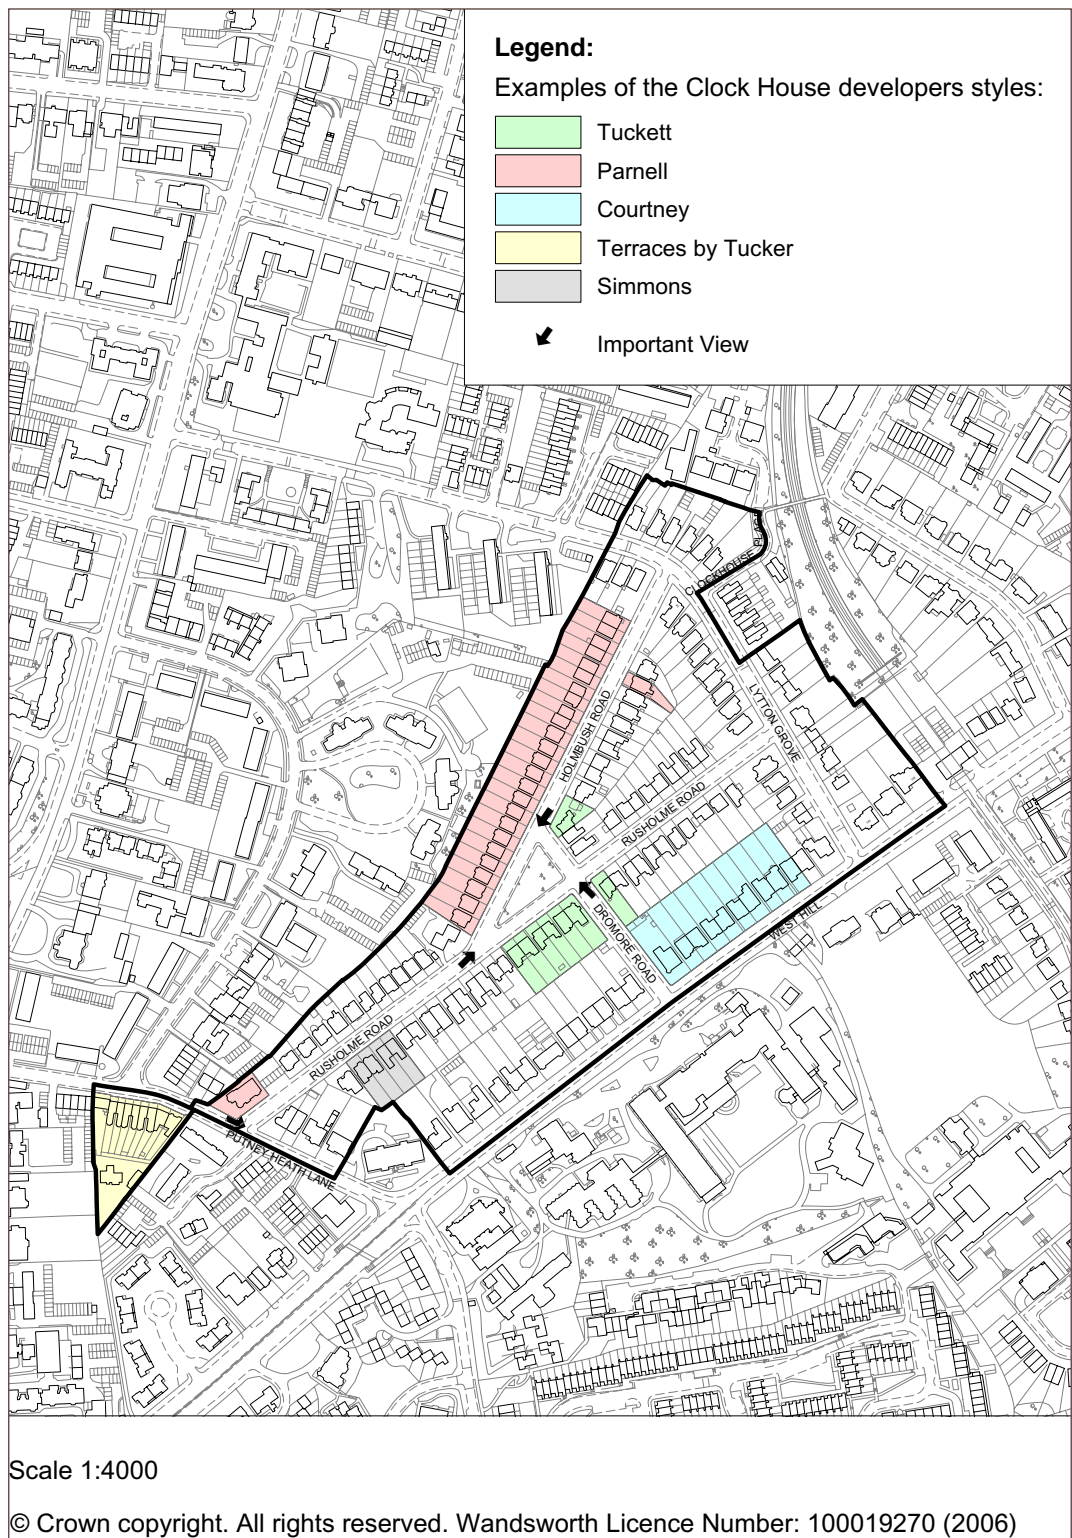 Legend:
Examples of the Clock House developers styles:
Tuckett
Parnell
Courtney
Terraces by Tucker
Simmons
Important View
CLOCKHOUSE PLACE
LYTTON GROVE
HOLMBUSH ROAD
RUSHOLME ROAD
DROMORE ROAD
WEST HILL
RUSHOLME ROAD
PUTNEY HEATH LANE
Scale 1:4000
© Crown copyright. All rights reserved. Wandsworth Licence Number: 100019270 (2006)